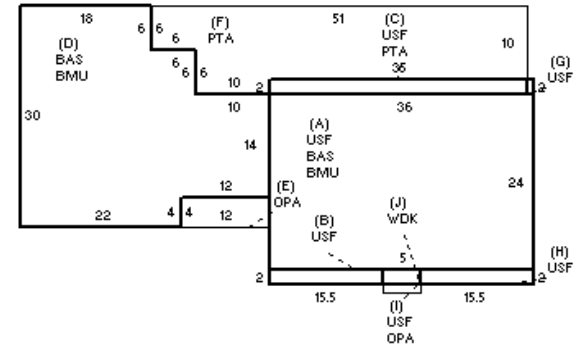 18
51
(F)
PTA
(C)
USF
PTA
6 6
6
10
(D)
BAS
BMU
6
6 6
36
(G)
USF
10
2
2
10
36
30
(A)
USF
BAS
BMU
14
24
12
(E)
OPA
(J)
WDK
22
4 4
12
(B)
USF
(H)
USF
5
2
2
15.5
15.5
(I)
USF
OPA